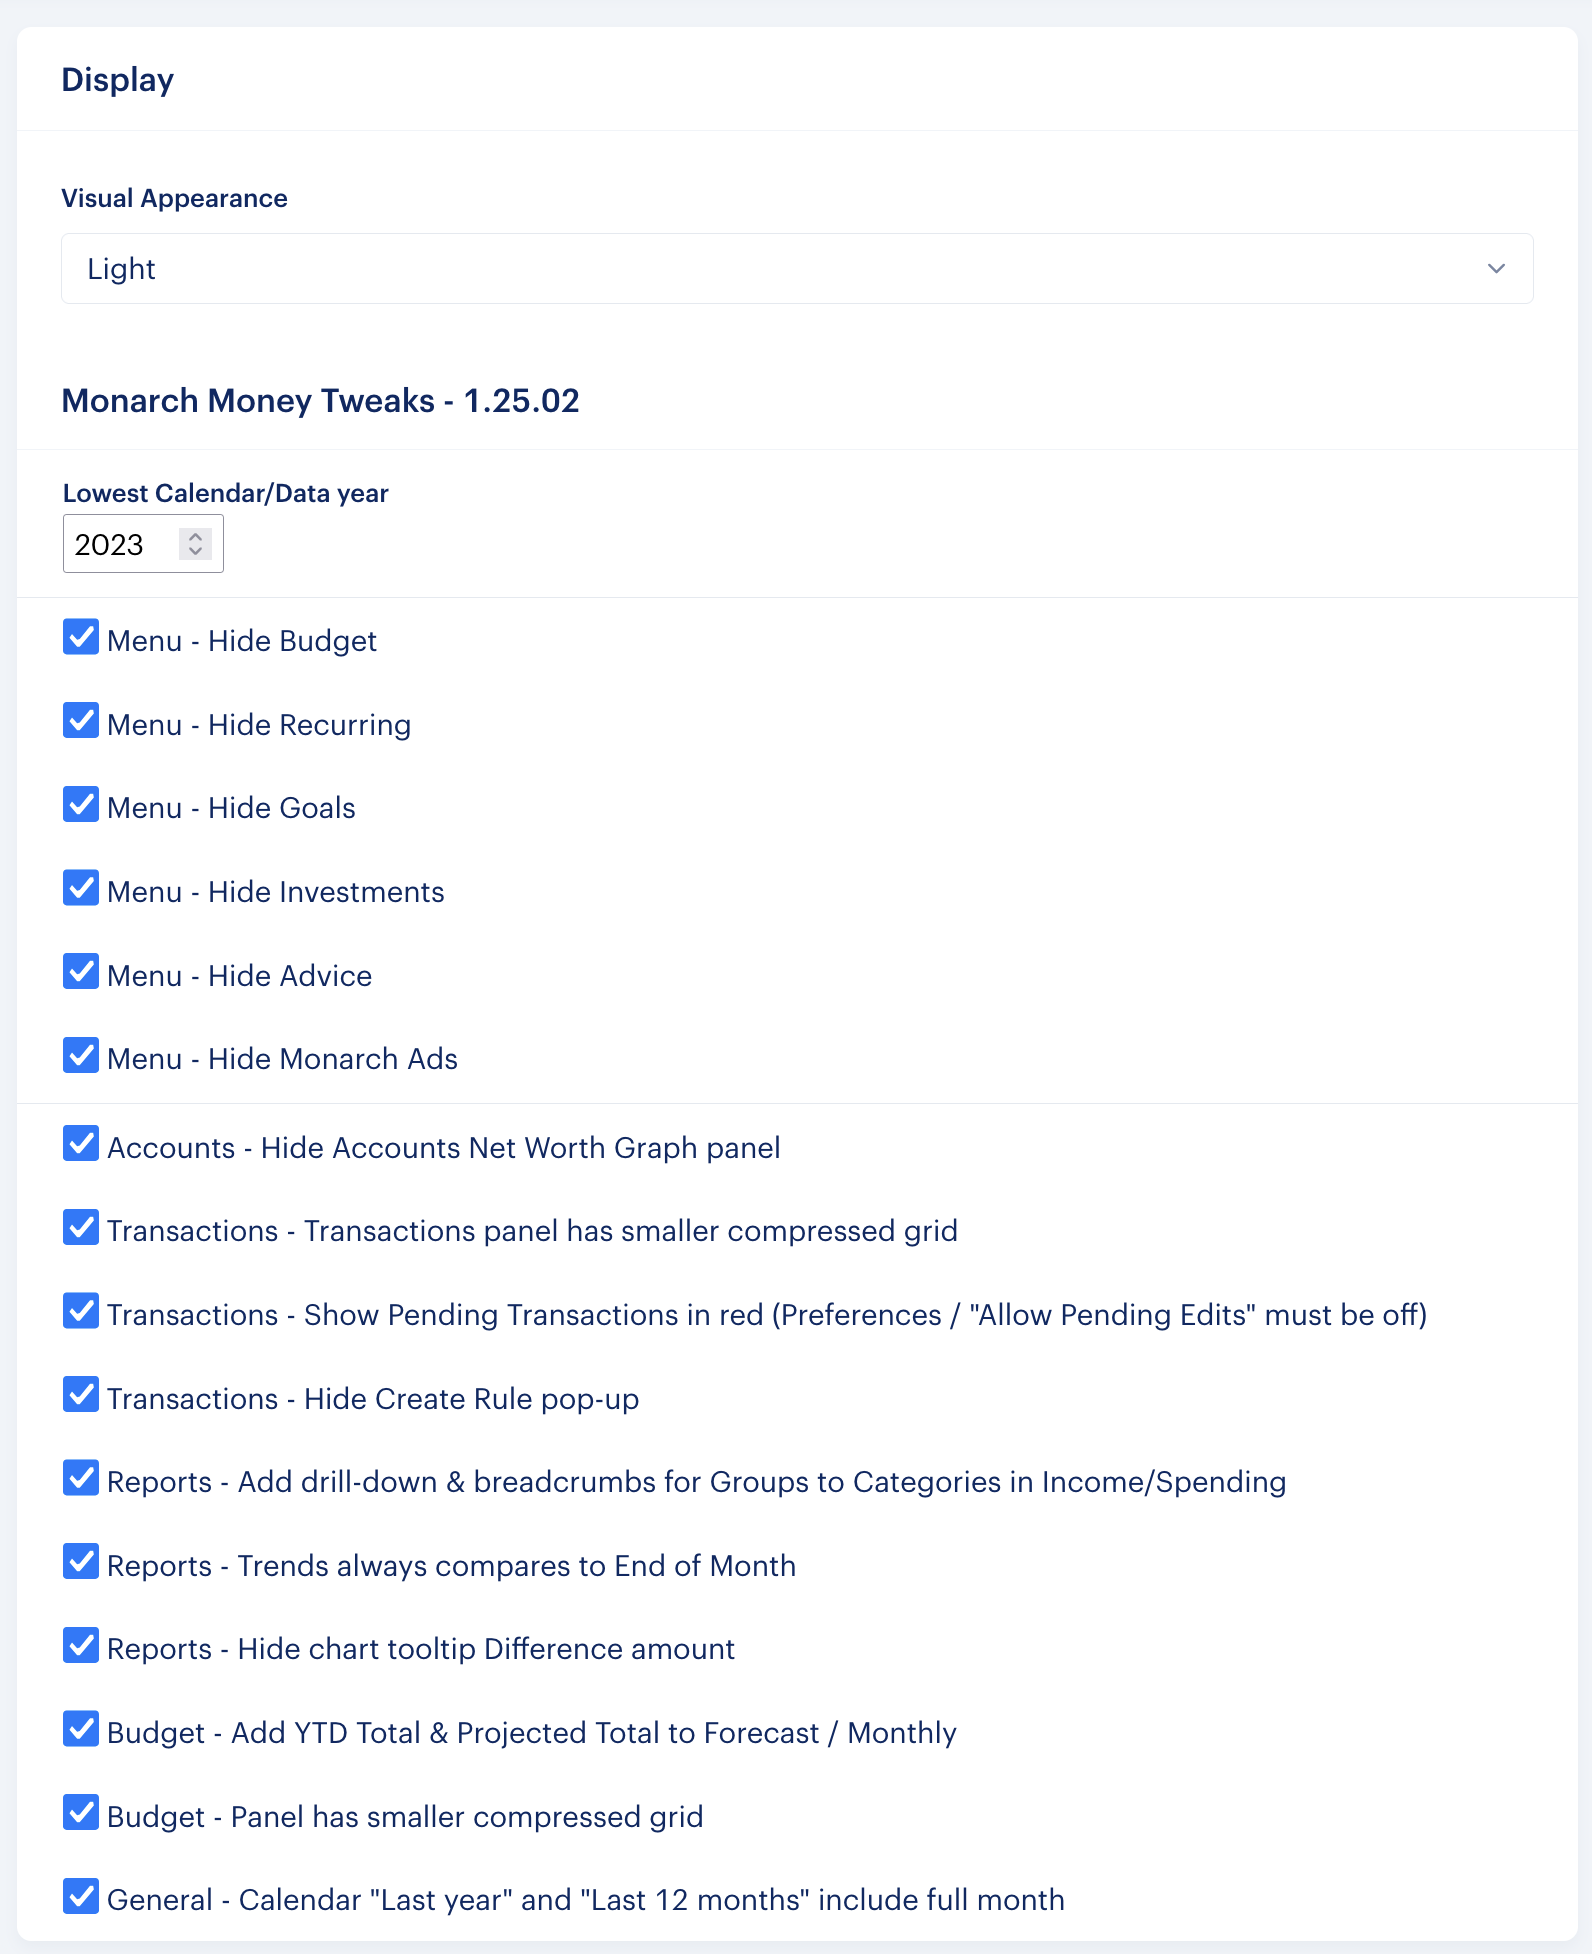 Display
Visual Appearance
Light
Monarch Money Tweaks - 1.25.02
Lowest Calendar/Data year
2023
Menu - Hide Budget
Menu - Hide Recurring
Menu - Hide Goals
Menu - Hide Investments
Menu - Hide Advice
Menu - Hide Monarch Ads
Accounts - Hide Accounts Net Worth Graph panel
Transactions - Transactions panel has smaller compressed grid
Transactions - Show Pending Transactions in red (Preferences / "Allow Pending Edits" must be off)
Transactions - Hide Create Rule pop-up
Reports - Add drill-down & breadcrumbs for Groups to Categories in Income/Spending
Reports - Trends always compares to End of Month
Reports - Hide chart tooltip Difference amount
Budget - Add YTD Total & Projected Total to Forecast / Monthly
Budget - Panel has smaller compressed grid
General - Calendar "Last year" and "Last 12 months" include full month